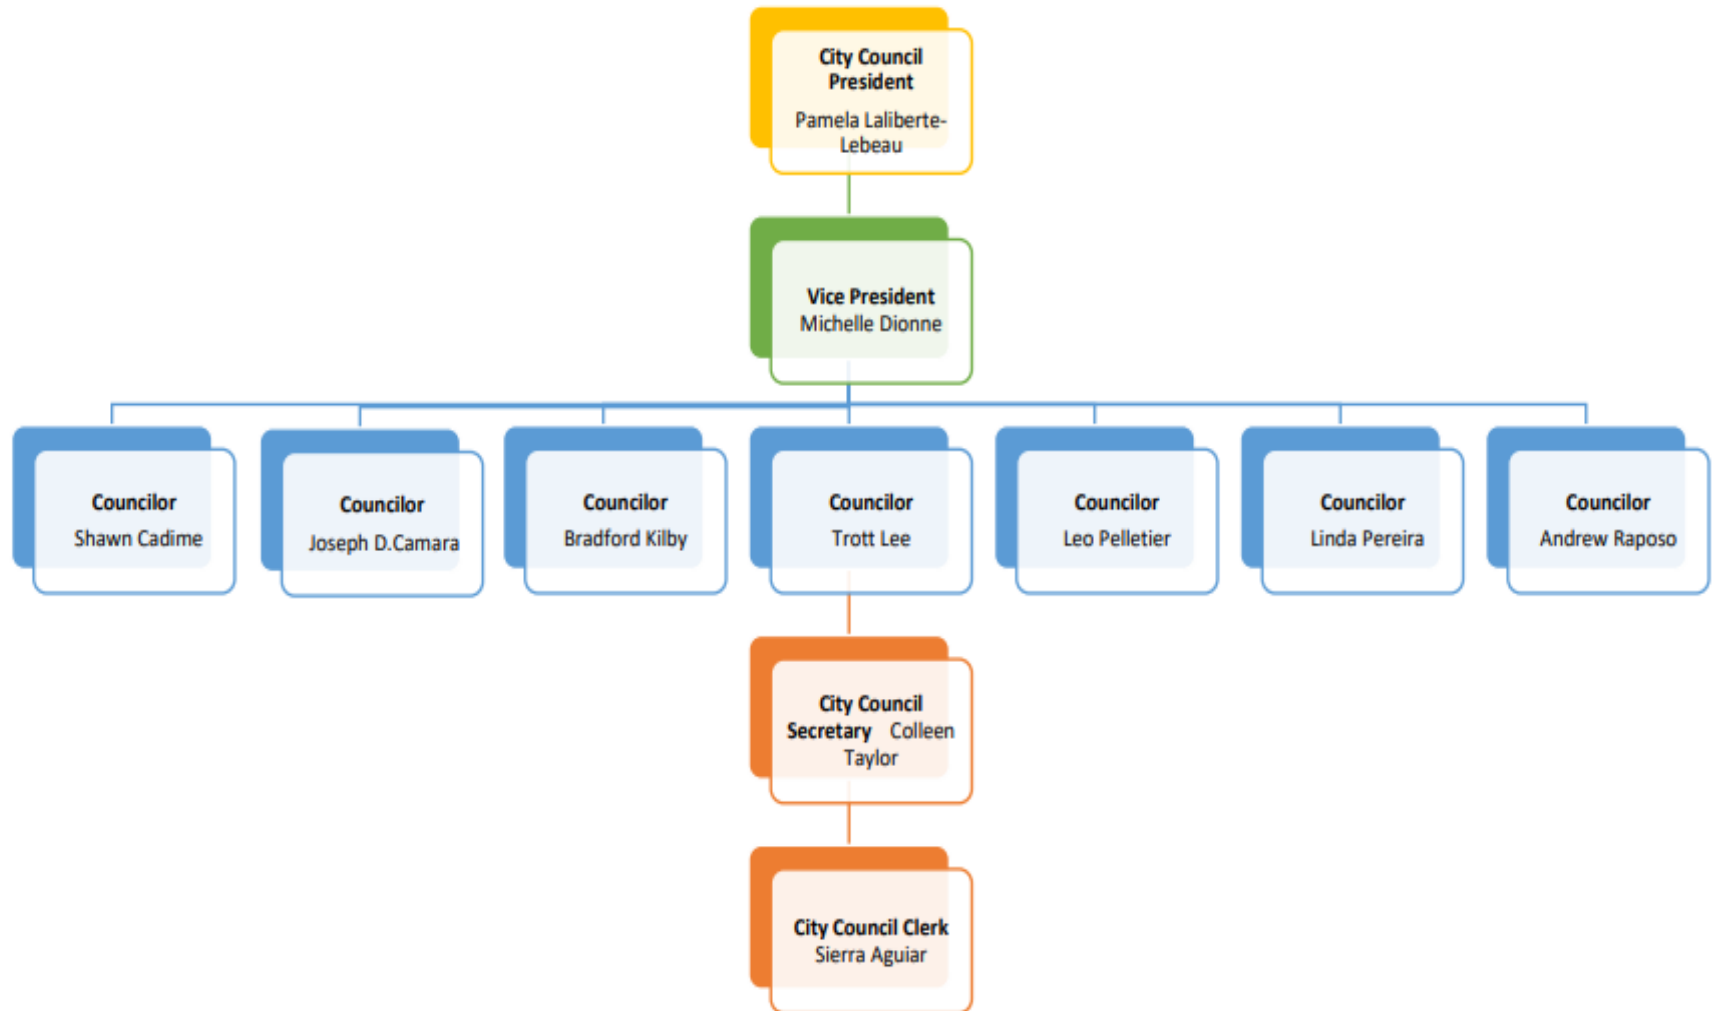 City Council
President
Pamela Laliberte-
Lebeau
Vice President
Michelle Dionne
Councilor
Shawn Cadime
Councilor
Joseph D.Camara
Councilor
Bradford Kilby
Councilor
Trott Lee
Councilor
Leo Pelletier
Councilor
Linda Pereira
Councilor
Andrew Raposo
City Council
Secretary Colleen
Taylor
City Council Clerk
Sierra Aguiar